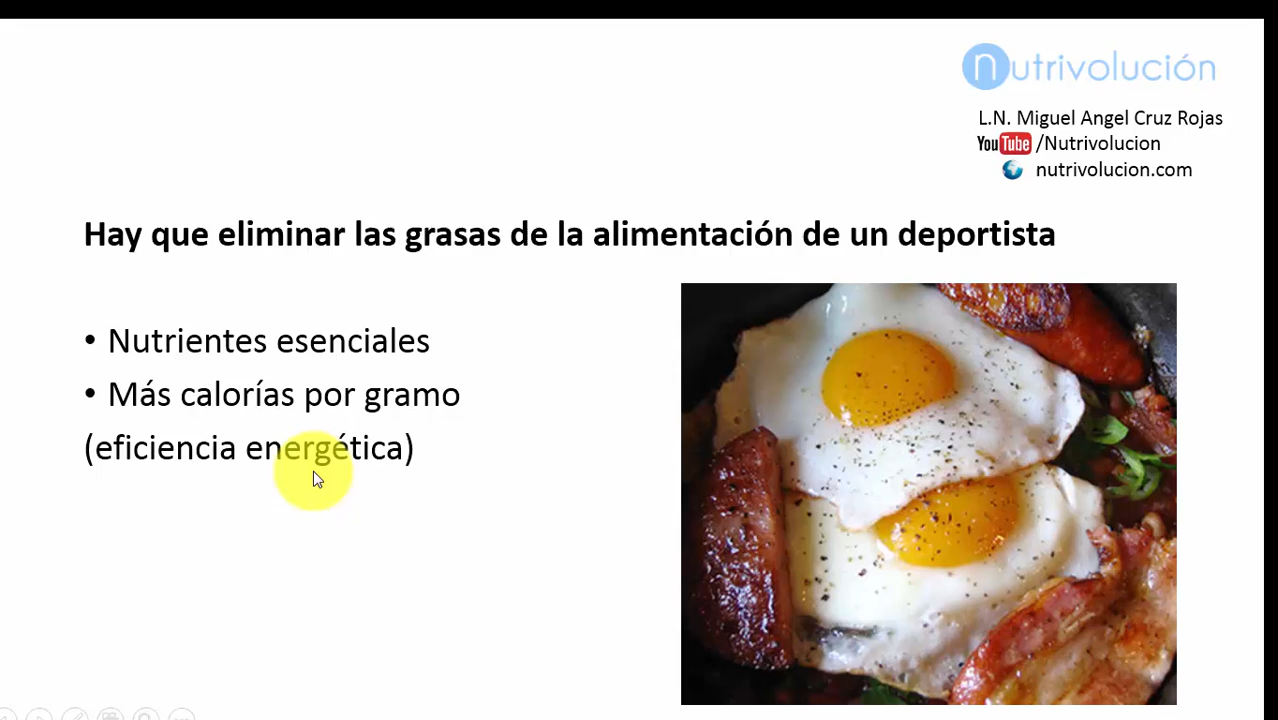 nutrivolución
L.N. Miguel Angel Cruz Rojas
YouTube /Nutrivolucion
nutrivolucion.com
Hay que eliminar las grasas de la alimentación de un deportista
• Nutrientes esenciales
• Más calorías por gramo
(eficiencia energética)